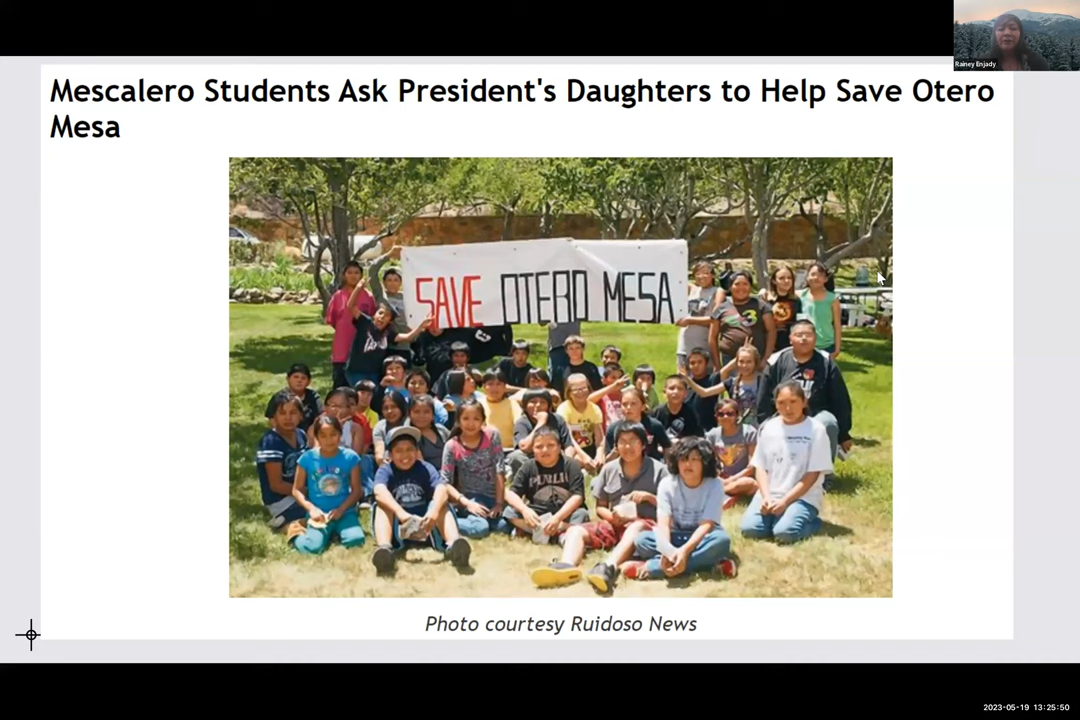 Rainey Enjady
Mescalero Students Ask President's Daughters to Help Save Otero
Mesa
SAVE OTERO MESA
Photo courtesy Ruidoso News
2023-05-19 13:25:50